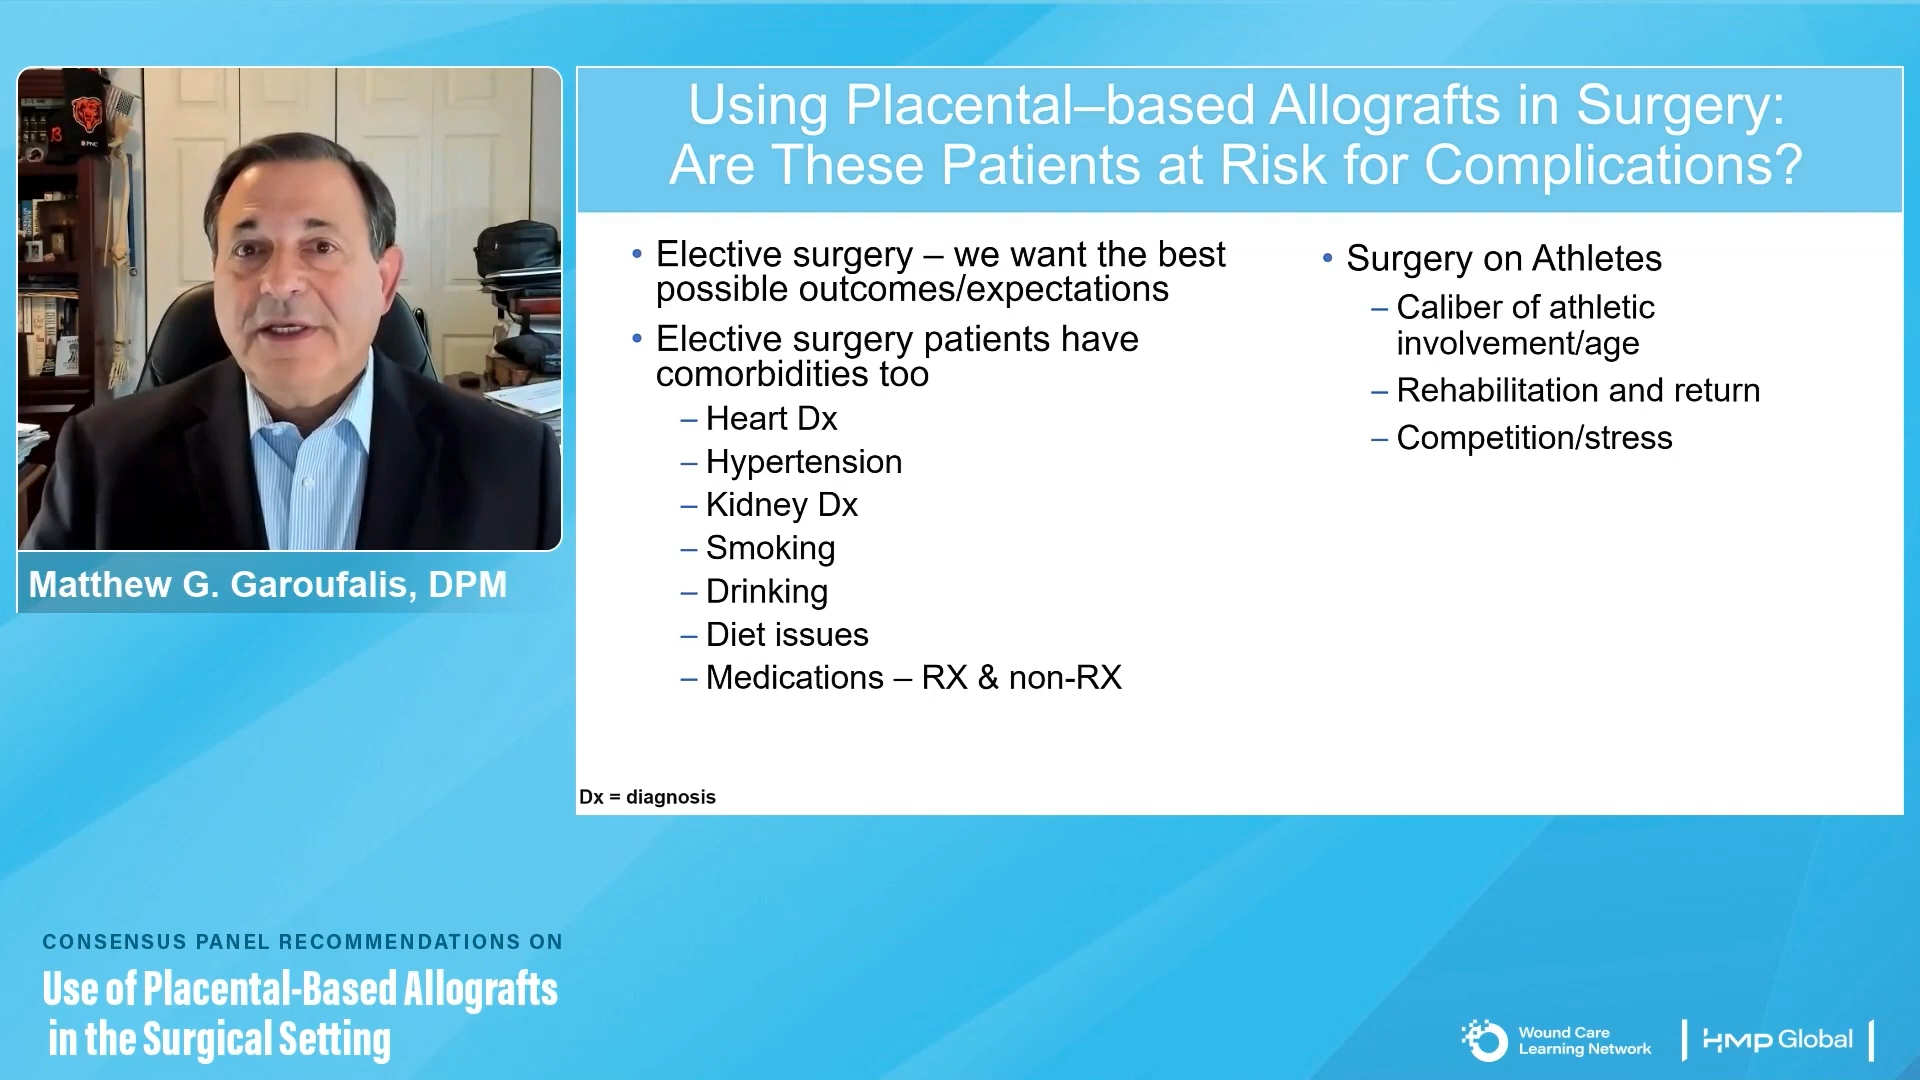 Using Placental–based Allografts in Surgery:
Are These Patients at Risk for Complications?
• Elective surgery – we want the best
possible outcomes/expectations
• Elective surgery patients have
comorbidities too
– Heart Dx
– Hypertension
– Kidney Dx
– Smoking
– Drinking
– Diet issues
– Medications – RX & non-RX
• Surgery on Athletes
– Caliber of athletic
involvement/age
– Rehabilitation and return
– Competition/stress
Dx = diagnosis
PNC
Matthew G. Garoufalis, DPM
CONSENSUS PANEL RECOMMENDATIONS ON
Use of Placental-Based Allografts
in the Surgical Setting
Wound Care
Learning Network
HMP Global